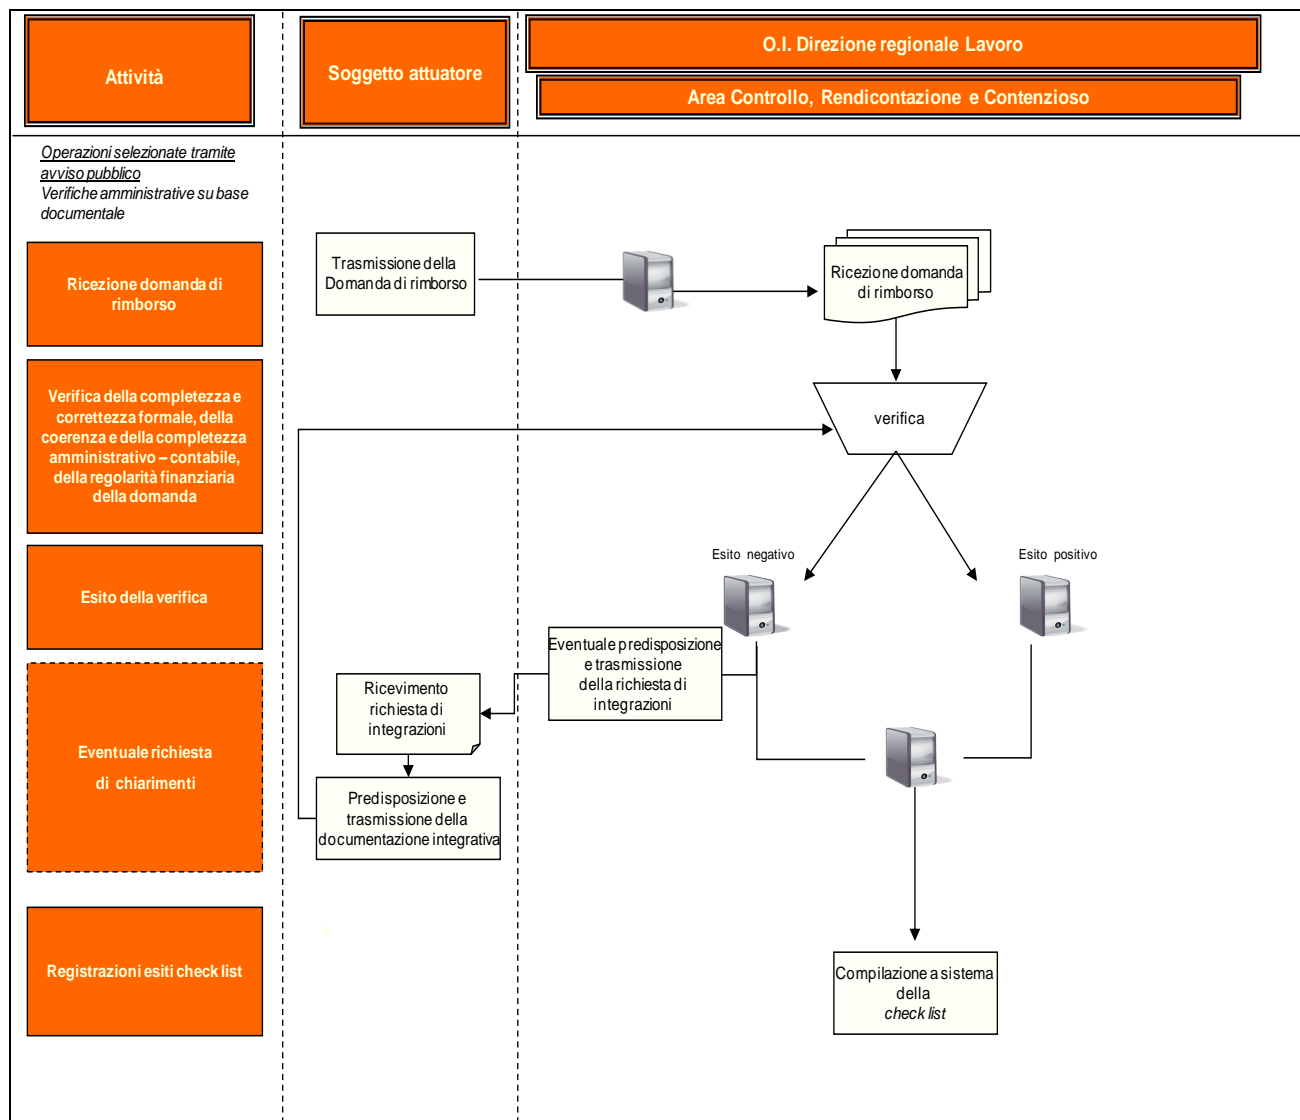 Attività
Soggetto attuatore
O.I. Direzione regionale Lavoro
Area Controllo, Rendicontazione e Contenzioso
Operazioni selezionate tramite
avviso pubblico
Verifiche amministrative su base
documentale
Ricezione domanda di
rimborso
Trasmissione della
Domanda di rimborso
Ricezione domanda
di rimborso
Verifica della completezza e
correttezza formale, della
coerenza e della completezza
amministrativo – contabile,
della regolarità finanziaria
della domanda
verifica
Esito della verifica
Esito negativo
Esito positivo
Eventuale richiesta
di chiarimenti
Ricevimento
richiesta di
integrazioni
Eventuale predisposizione
e trasmissione
della richiesta di
integrazioni
Predisposizione e
trasmissione della
documentazione integrativa
Registrazioni esiti check list
Compilazione a sistema
della
check list